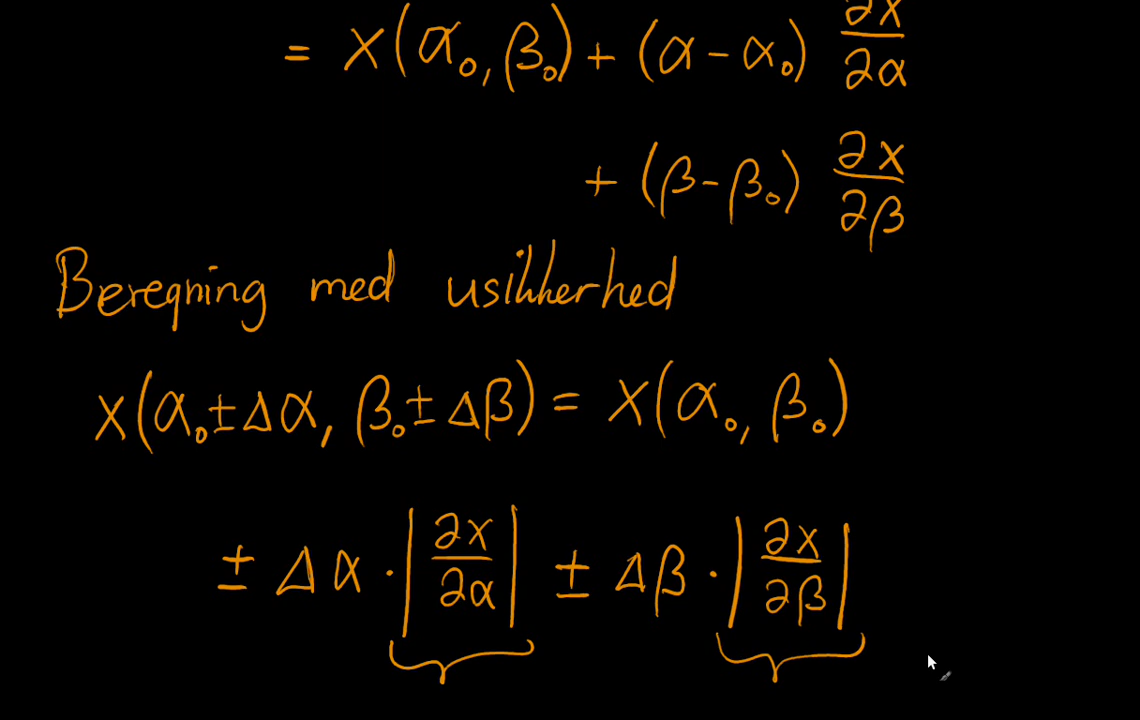 = x(α₀, β₀) + (α - α₀) ∂x/∂α
+ (β - β₀) ∂x/∂β
Beregning med usikkerhed
x(α₀ ± Δα, β₀ ± Δβ) = x(α₀, β₀)
± Δα · |∂x/∂α| ± Δβ · |∂x/∂β|